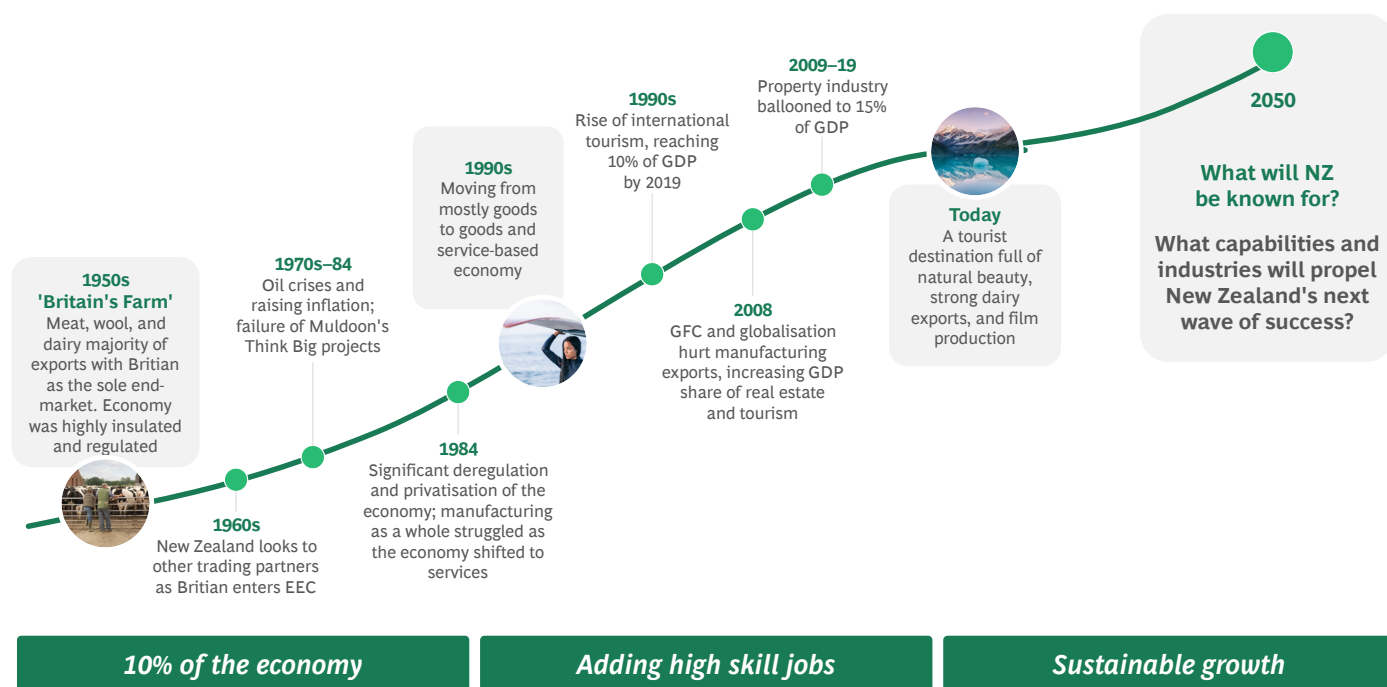 1950s
'Britain's Farm'
Meat, wool, and
dairy majority of
exports with Britian
as the sole end-
market. Economy
was highly insulated
and regulated
1960s
New Zealand looks to
other trading partners
as Britian enters EEC
1970s–84
Oil crises and
raising inflation;
failure of Muldoon's
Think Big projects
1984
Significant deregulation
and privatisation of the
economy; manufacturing
as a whole struggled as
the economy shifted to
services
1990s
Moving from
mostly goods
to goods and
service-based
economy
1990s
Rise of international
tourism, reaching
10% of GDP
by 2019
2008
GFC and globalisation
hurt manufacturing
exports, increasing GDP
share of real estate
and tourism
2009–19
Property industry
ballooned to 15%
of GDP
Today
A tourist
destination full of
natural beauty,
strong dairy
exports, and film
production
2050
What will NZ
be known for?
What capabilities and
industries will propel
New Zealand's next
wave of success?
10% of the economy
Adding high skill jobs
Sustainable growth